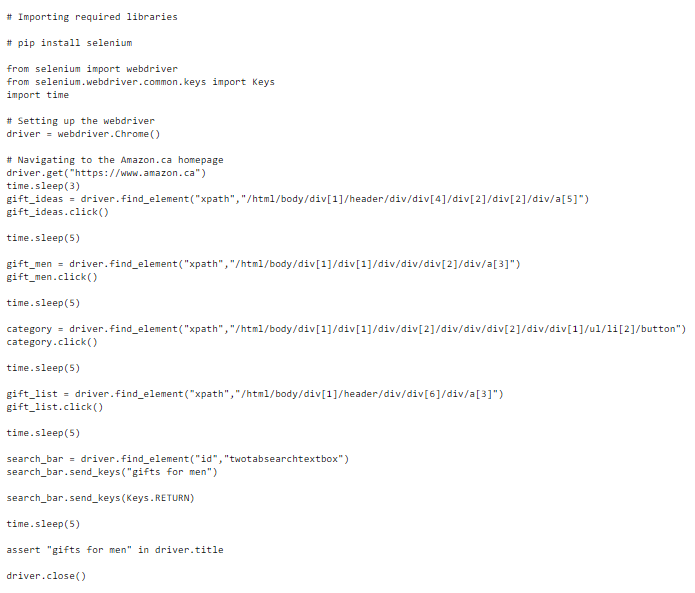 # Importing required libraries
# pip install selenium
from selenium import webdriver
from selenium.webdriver.common.keys import Keys
import time
# Setting up the webdriver
driver = webdriver.Chrome()
# Navigating to the Amazon.ca homepage
driver.get("https://www.amazon.ca")
time.sleep(3)
gift_ideas = driver.find_element("xpath","/html/body/div[1]/header/div/div[4]/div[2]/div[2]/div/a[5]")
gift_ideas.click()
time.sleep(5)
gift_men = driver.find_element("xpath","/html/body/div[1]/div[1]/div/div/div[2]/div/a[3]")
gift_men.click()
time.sleep(5)
category = driver.find_element("xpath","/html/body/div[1]/div[1]/div/div[2]/div/div/div[2]/div/div[1]/ul/li[2]/button")
category.click()
time.sleep(5)
gift_list = driver.find_element("xpath","/html/body/div[1]/header/div/div[6]/div/a[3]")
gift_list.click()
time.sleep(5)
search_bar = driver.find_element("id","twotabsearchtextbox")
search_bar.send_keys("gifts for men")
search_bar.send_keys(Keys.RETURN)
time.sleep(5)
assert "gifts for men" in driver.title
driver.close()